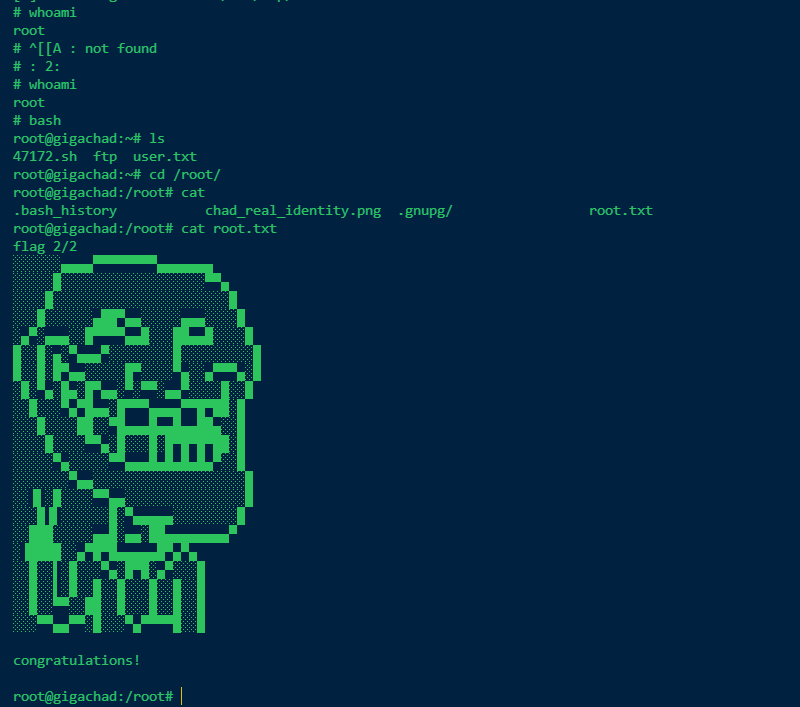 # whoami
root
# ^[[A : not found
# : 2:
# whoami
root
# bash
root@gigachad:~# ls
47172.sh  ftp  user.txt
root@gigachad:~# cd /root/
root@gigachad:/root# cat
.bash_history           chad_real_identity.png  .gnupg/                 root.txt
root@gigachad:/root# cat root.txt
flag 2/2
congratulations!
root@gigachad:/root#